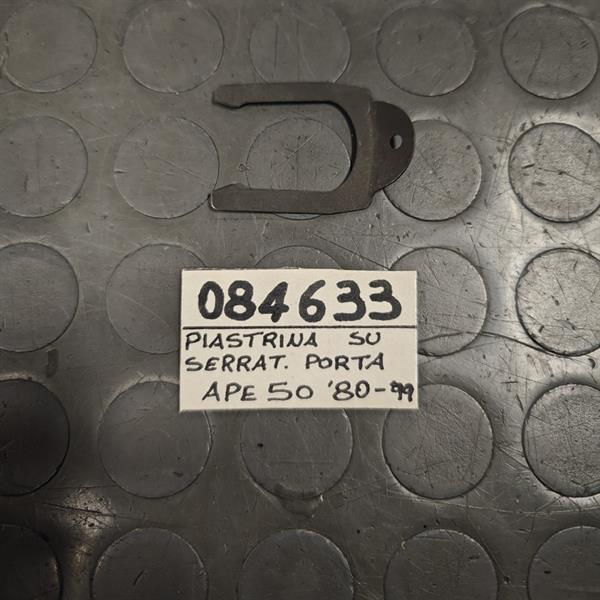 084633
PIASTRINA SU
SERRAT. PORTA
APE 50 '80-'99